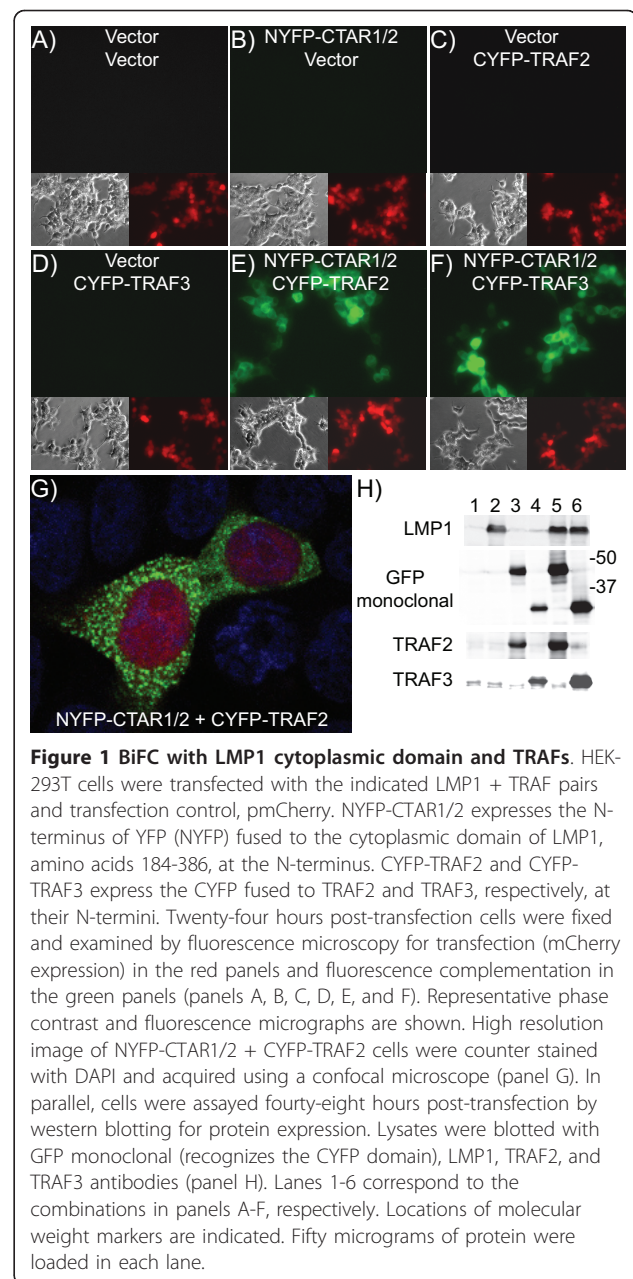 A) Vector
Vector
B) NYFP-CTAR1/2
Vector
C) Vector
CYFP-TRAF2
D) Vector
CYFP-TRAF3
E) NYFP-CTAR1/2
CYFP-TRAF2
F) NYFP-CTAR1/2
CYFP-TRAF3
G)
NYFP-CTAR1/2 + CYFP-TRAF2
H)
1 2 3 4 5 6
LMP1
-50
GFP
monoclonal
-37
TRAF2
TRAF3
Figure 1 BiFC with LMP1 cytoplasmic domain and TRAFs. HEK-
293T cells were transfected with the indicated LMP1 + TRAF pairs
and transfection control, pmCherry. NYFP-CTAR1/2 expresses the N-
terminus of YFP (NYFP) fused to the cytoplasmic domain of LMP1,
amino acids 184-386, at the N-terminus. CYFP-TRAF2 and CYFP-
TRAF3 express the CYFP fused to TRAF2 and TRAF3, respectively, at
their N-termini. Twenty-four hours post-transfection cells were fixed
and examined by fluorescence microscopy for transfection (mCherry
expression) in the red panels and fluorescence complementation in
the green panels (panels A, B, C, D, E, and F). Representative phase
contrast and fluorescence micrographs are shown. High resolution
image of NYFP-CTAR1/2 + CYFP-TRAF2 cells were counter stained
with DAPI and acquired using a confocal microscope (panel G). In
parallel, cells were assayed fourty-eight hours post-transfection by
western blotting for protein expression. Lysates were blotted with
GFP monoclonal (recognizes the CYFP domain), LMP1, TRAF2, and
TRAF3 antibodies (panel H). Lanes 1-6 correspond to the
combinations in panels A-F, respectively. Locations of molecular
weight markers are indicated. Fifty micrograms of protein were
loaded in each lane.